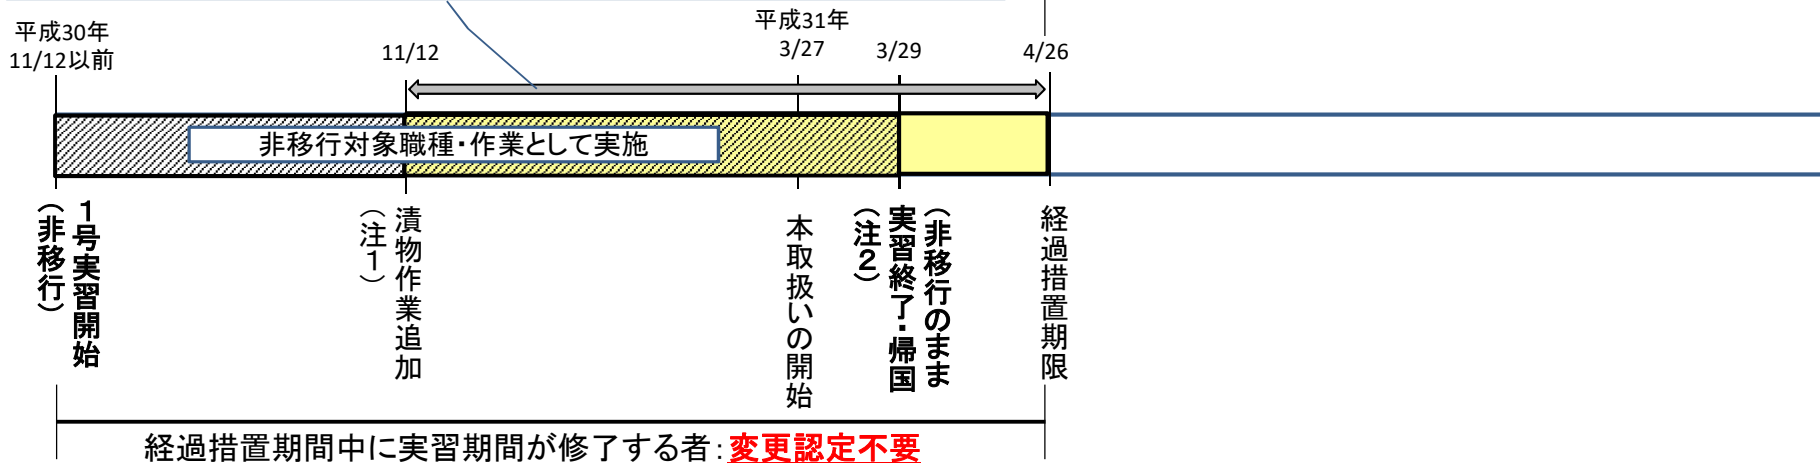 平成30年
11/12以前
11/12
平成31年
3/27
3/29
4/26
非移行対象職種・作業として実施
１号実習開始
（非移行）
漬物作業追加
（注１）
本取扱いの開始
（非移行のまま
実習終了・帰国
（注２）
経過措置期限
経過措置期間中に実習期間が修了する者：変更認定不要